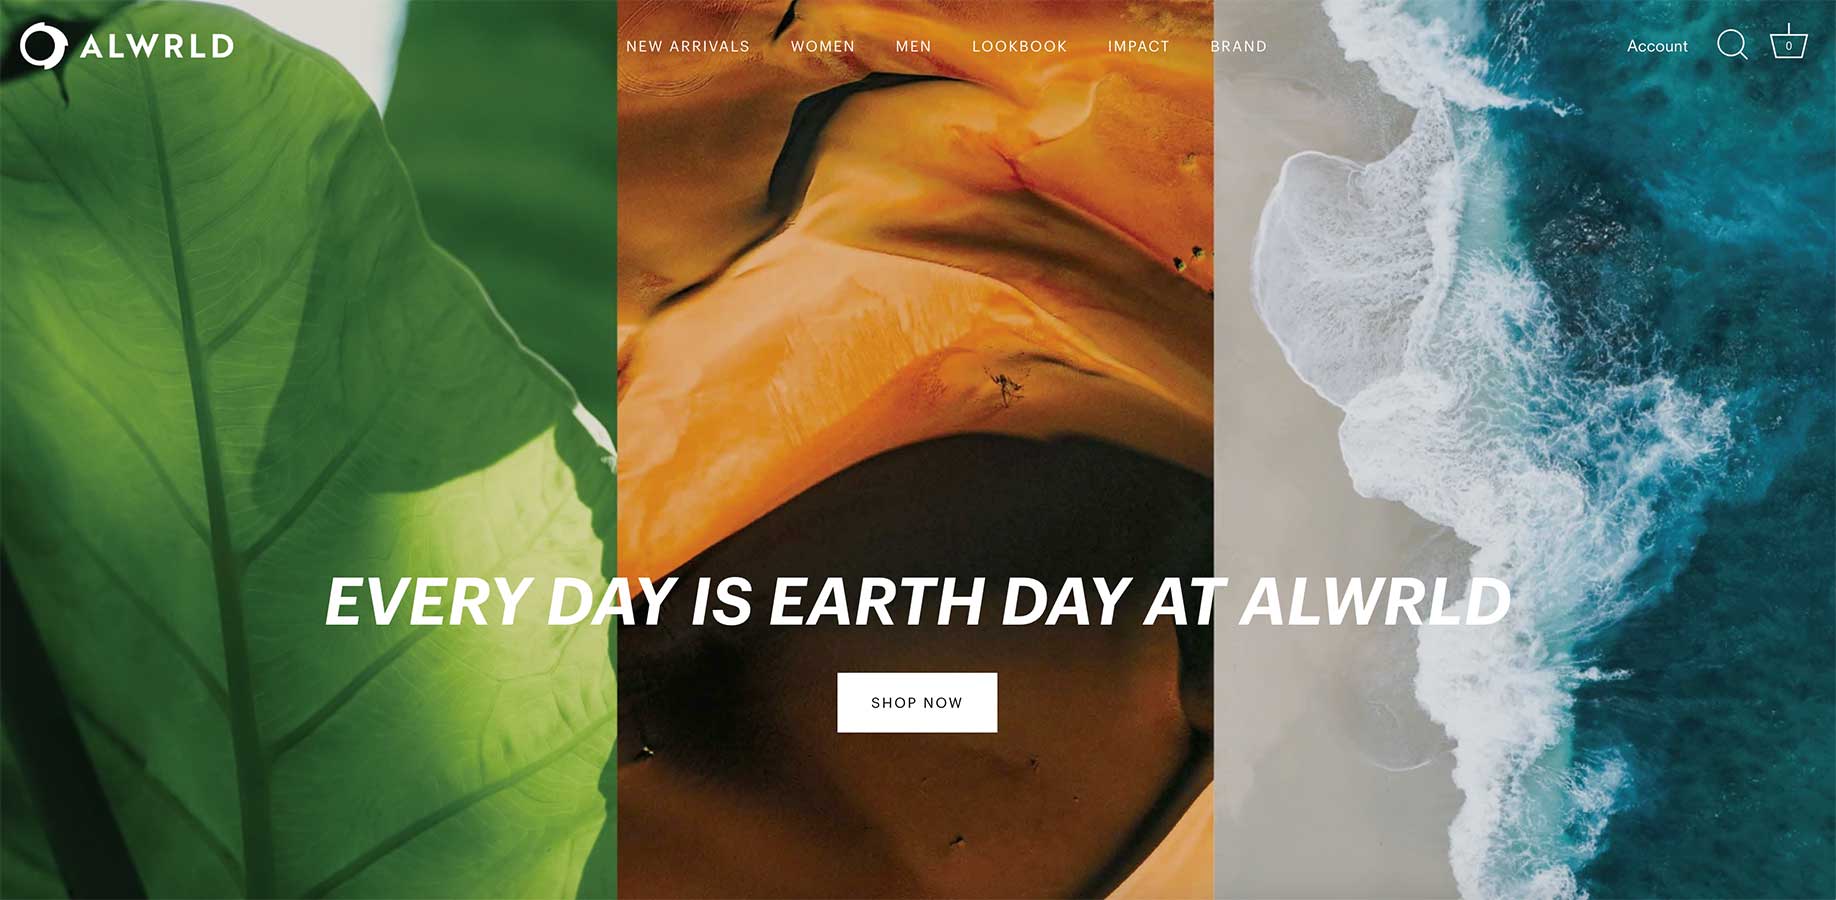 ALWRLD
NEW ARRIVALS WOMEN MEN LOOKBOOK IMPACT BRAND
Account
0
EVERY DAY IS EARTH DAY AT ALWRLD
SHOP NOW